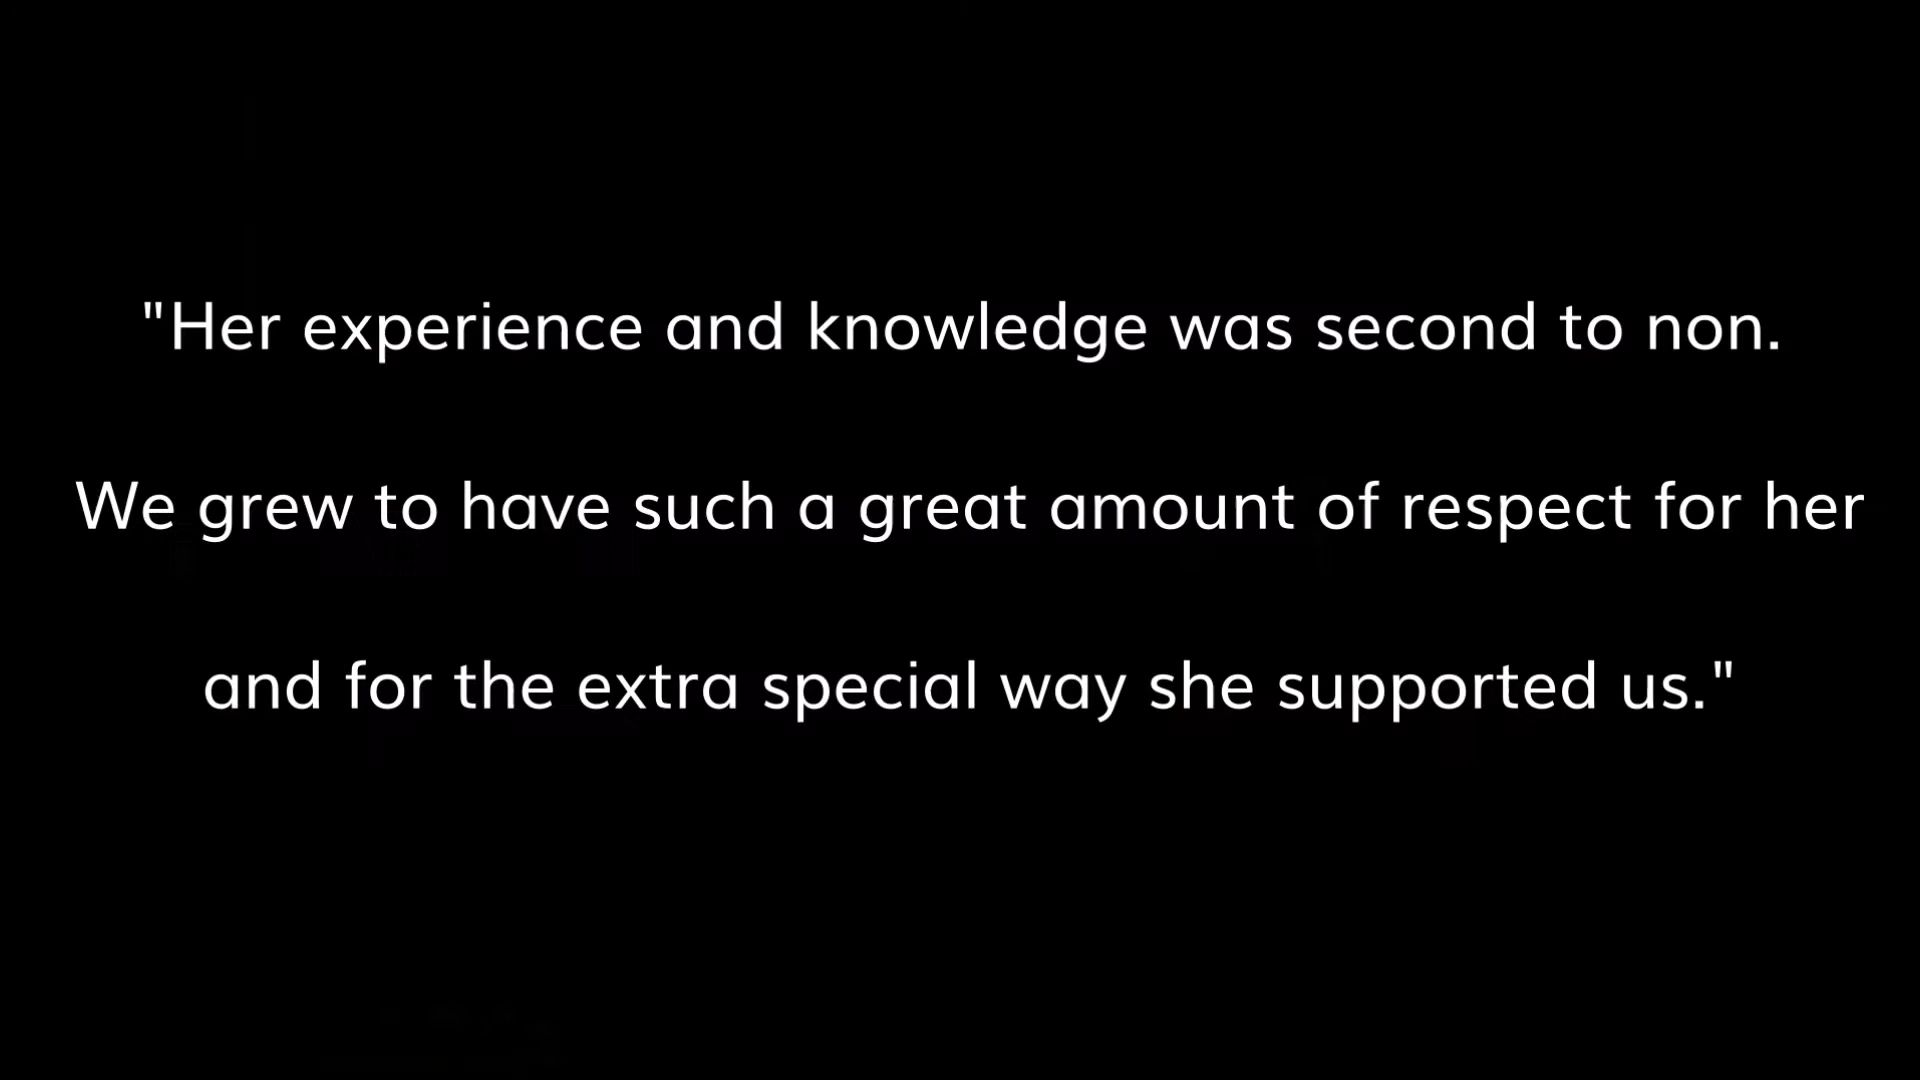 "Her experience and knowledge was second to non.
We grew to have such a great amount of respect for her
and for the extra special way she supported us."